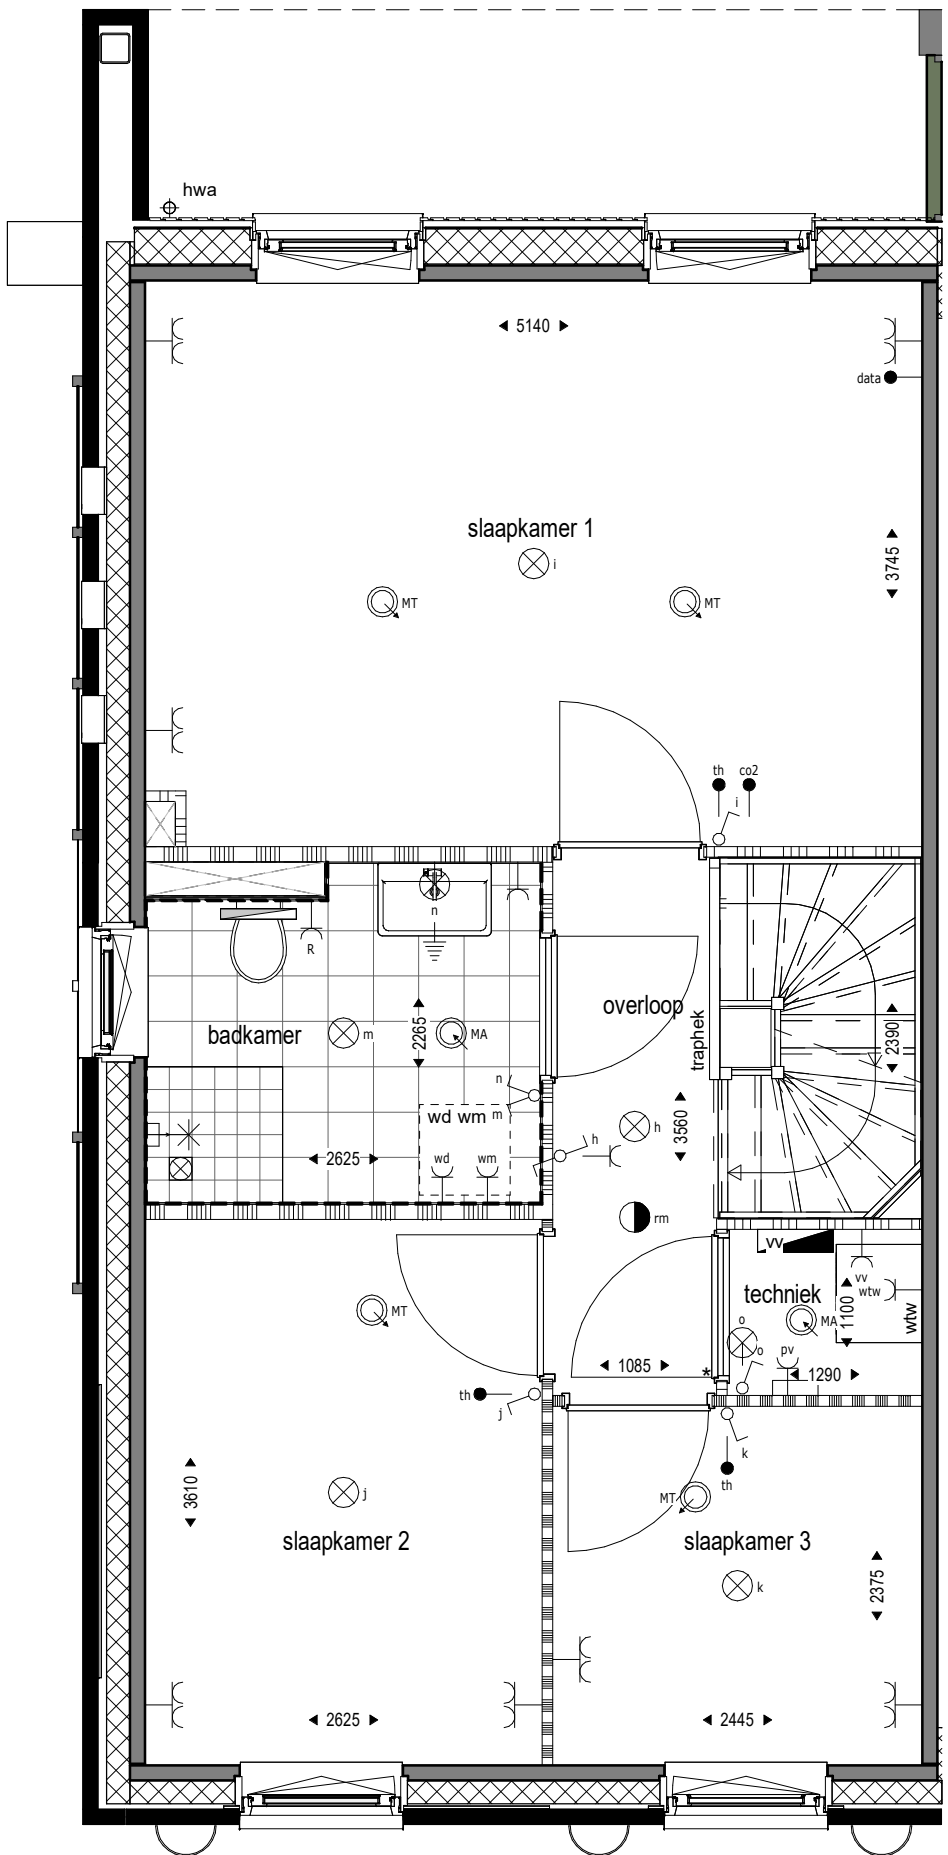 hwa
5140
data
slaapkamer 1
i
3745
MT
MT
th
co2
i
n
R
badkamer
m
2265
MA
overloop
traphek
2390
n
m
wd wm
h
h
3560
2625
wd
wm
rm
vv
vv
techniek
wtw
wtw
1100
MA
MT
o
o
pv
1085
*
1290
th
j
k
th
3610
j
MT
slaapkamer 2
slaapkamer 3
k
2375
2625
2445